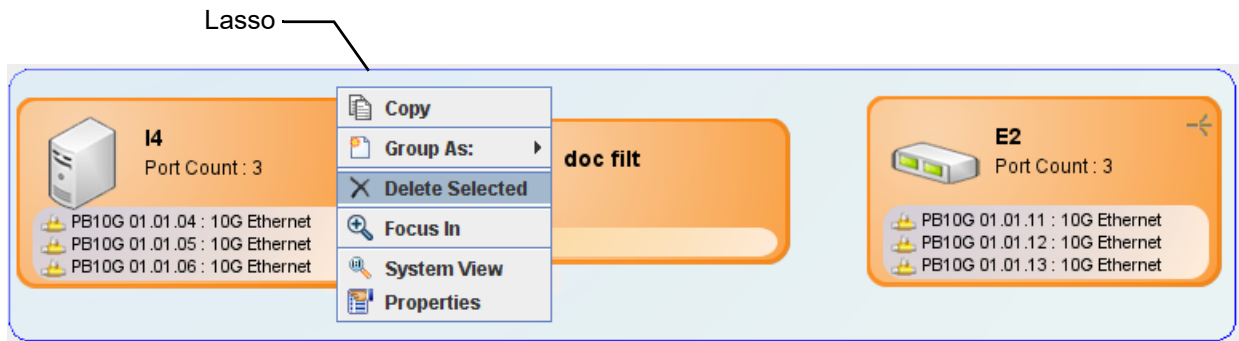 Lasso
I4
Port Count : 3
PB10G 01.01.04 : 10G Ethernet
PB10G 01.01.05 : 10G Ethernet
PB10G 01.01.06 : 10G Ethernet
Copy
Group As:
Delete Selected
Focus In
System View
Properties
doc filt
E2
Port Count : 3
PB10G 01.01.11 : 10G Ethernet
PB10G 01.01.12 : 10G Ethernet
PB10G 01.01.13 : 10G Ethernet